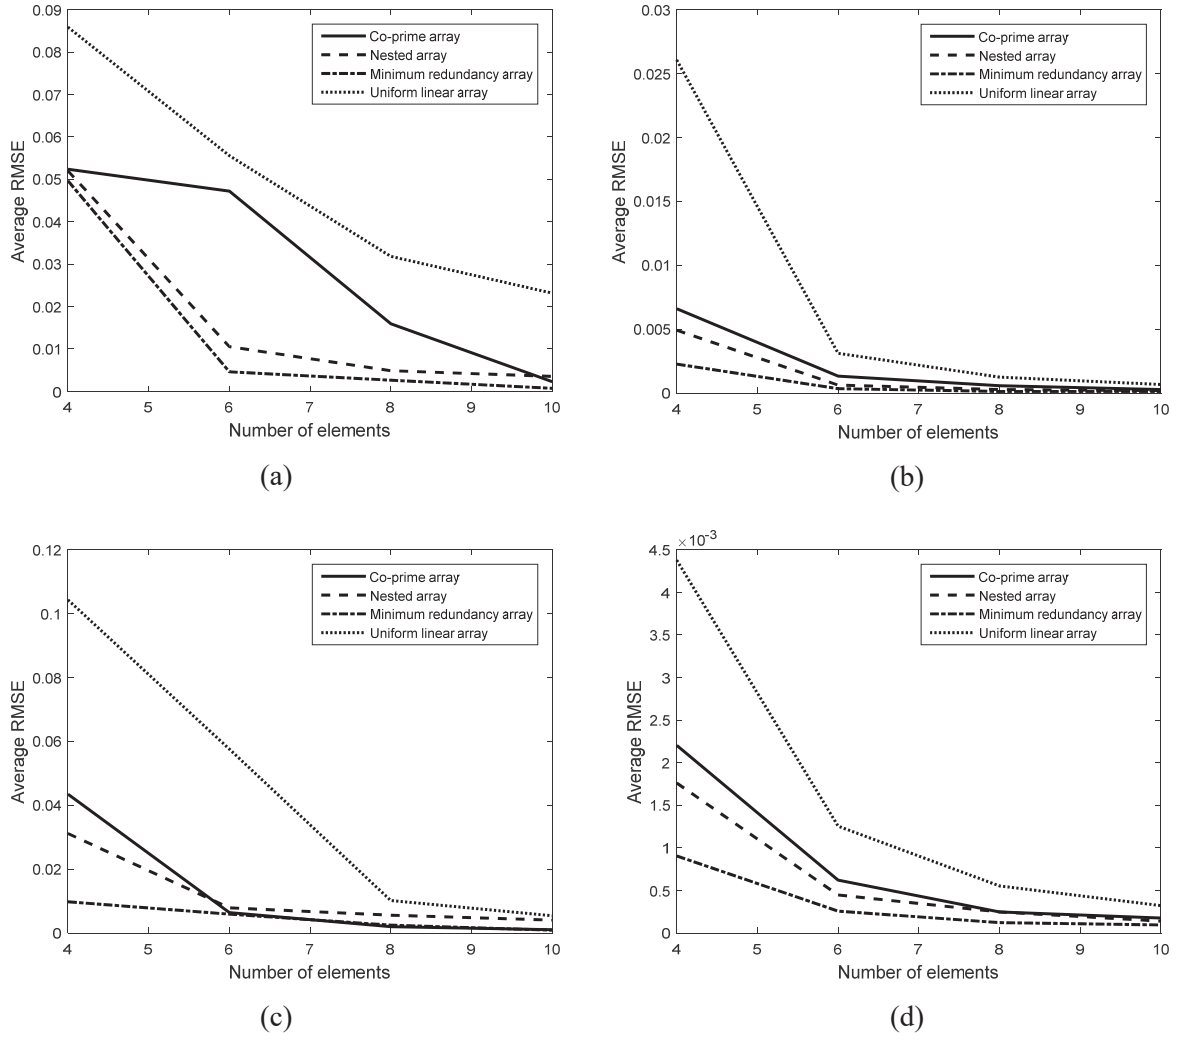 0.09
0.08
0.07
0.06
0.05
0.04
0.03
0.02
0.01
0
Average RMSE
Co-prime array
Nested array
Minimum redundancy array
Uniform linear array
4 5 6 7 8 9 10
Number of elements
(a)
0.03
0.025
0.02
0.015
0.01
0.005
0
Average RMSE
Co-prime array
Nested array
Minimum redundancy array
Uniform linear array
4 5 6 7 8 9 10
Number of elements
(b)
0.12
0.1
0.08
0.06
0.04
0.02
0
Average RMSE
Co-prime array
Nested array
Minimum redundancy array
Uniform linear array
4 5 6 7 8 9 10
Number of elements
(c)
×10⁻³
4.5
4
3.5
3
2.5
2
1.5
1
0.5
0
Average RMSE
Co-prime array
Nested array
Minimum redundancy array
Uniform linear array
4 5 6 7 8 9 10
Number of elements
(d)